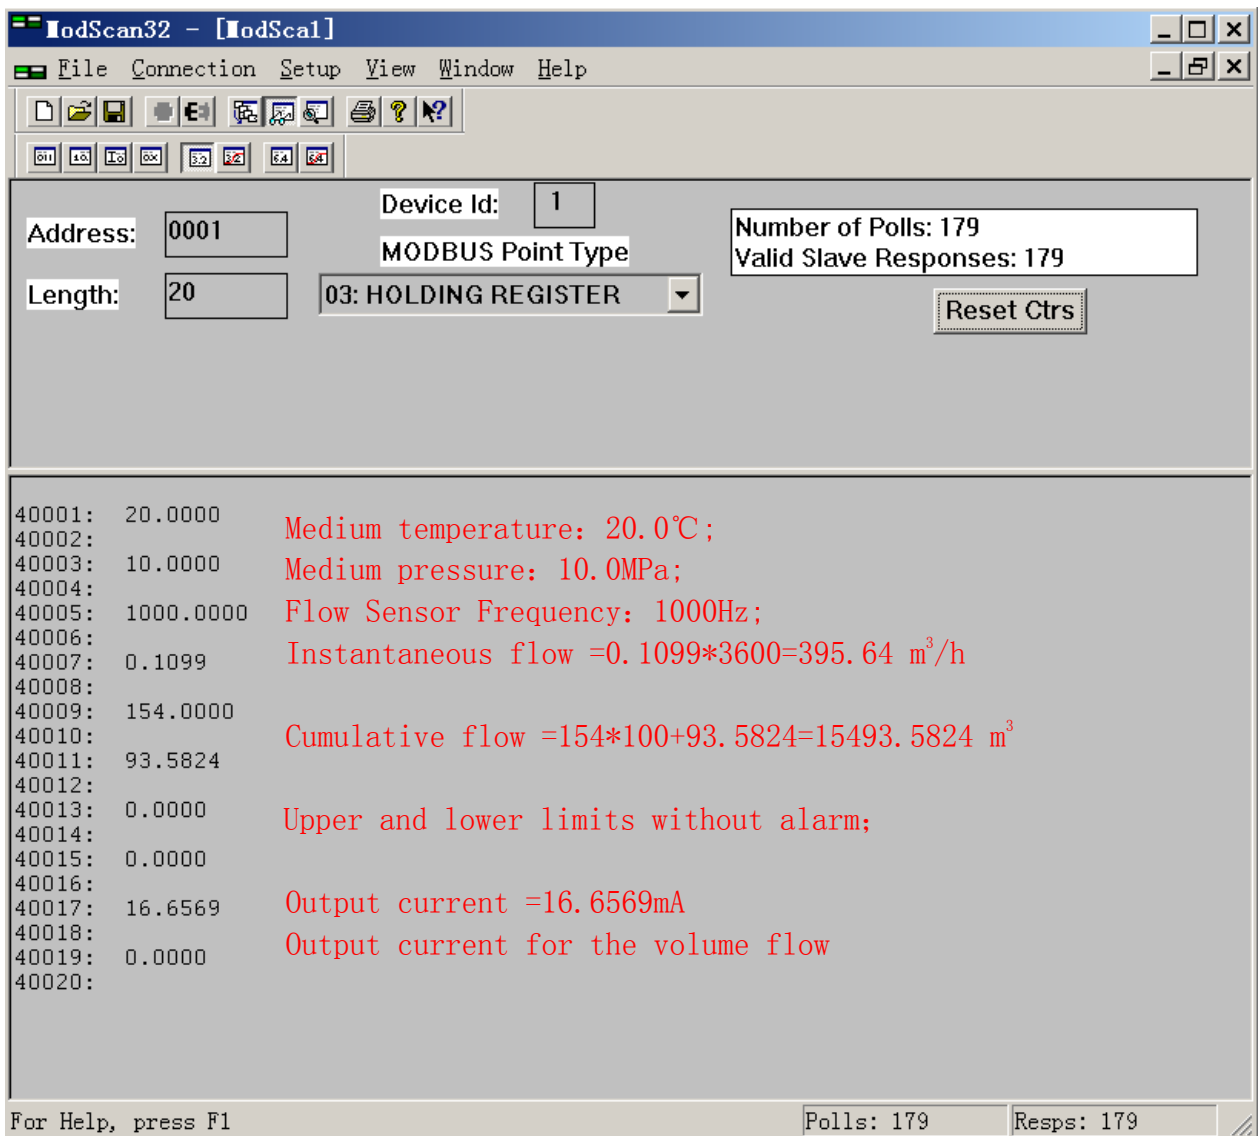 ModScan32 - [ModSca1]
File Connection Setup View Window Help
Address: 0001
Device Id: 1
MODBUS Point Type
Length: 20
03: HOLDING REGISTER
Number of Polls: 179
Valid Slave Responses: 179
Reset Ctrs
40001: 20.0000
Medium temperature: 20.0℃;
40002:
40003: 10.0000
Medium pressure: 10.0MPa;
40004:
40005: 1000.0000
Flow Sensor Frequency: 1000Hz;
40006:
40007: 0.1099
Instantaneous flow =0.1099*3600=395.64 m³/h
40008:
40009: 154.0000
40010:
Cumulative flow =154*100+93.5824=15493.5824 m³
40011: 93.5824
40012:
40013: 0.0000
Upper and lower limits without alarm;
40014:
40015: 0.0000
40016:
40017: 16.6569
Output current =16.6569mA
40018:
Output current for the volume flow
40019: 0.0000
40020:
For Help, press F1
Polls: 179
Resps: 179